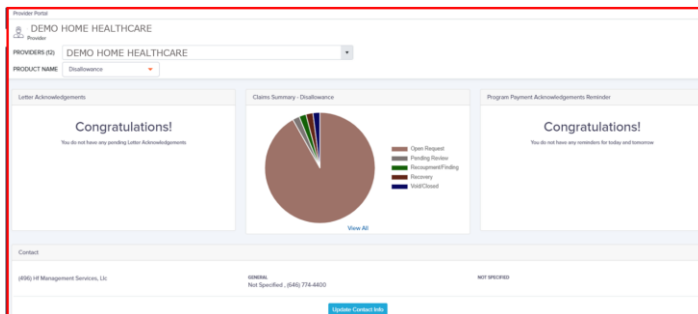 Provider Portal
DEMO HOME HEALTHCARE
Provider
PROVIDERS (12) DEMO HOME HEALTHCARE
PRODUCT NAME Disallowance
Letter Acknowledgements
Congratulations!
You do not have any pending Letter Acknowledgements
Claims Summary - Disallowance
Open Request
Pending Review
Recoupment/Finding
Recovery
Void/Closed
View All
Program Payment Acknowledgements Reminder
Congratulations!
You do not have any reminders for today and tomorrow
Contact
(#96) Hf Management Services, Llc
GENERAL
Not Specified , (646) 774-4400
NOT SPECIFIED
Update Contact Info